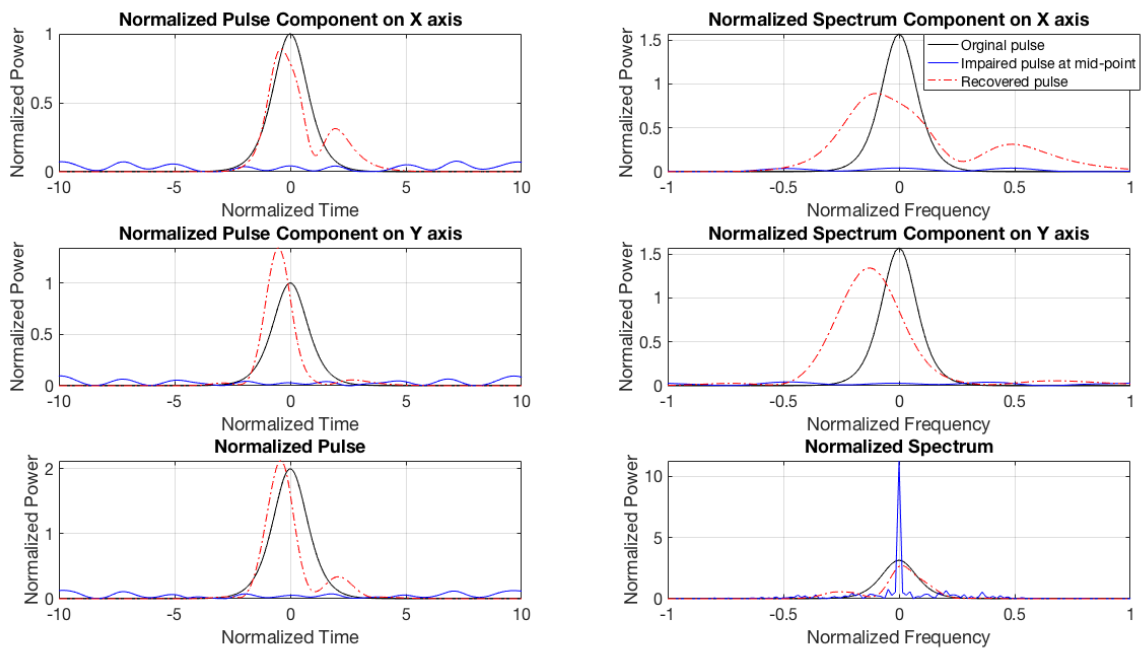 Normalized Pulse Component on X axis
Normalized Power
1
0.5
0
-10 -5 0 5 10
Normalized Time
Normalized Spectrum Component on X axis
Normalized Power
1.5
1
0.5
0
-1 -0.5 0 0.5 1
Normalized Frequency
Orginal pulse
Impaired pulse at mid-point
Recovered pulse
Normalized Pulse Component on Y axis
Normalized Power
1
0.5
0
-10 -5 0 5 10
Normalized Time
Normalized Spectrum Component on Y axis
Normalized Power
1.5
1
0.5
0
-1 -0.5 0 0.5 1
Normalized Frequency
Normalized Pulse
Normalized Power
2
1
0
-10 -5 0 5 10
Normalized Time
Normalized Spectrum
Normalized Power
10
5
0
-1 -0.5 0 0.5 1
Normalized Frequency